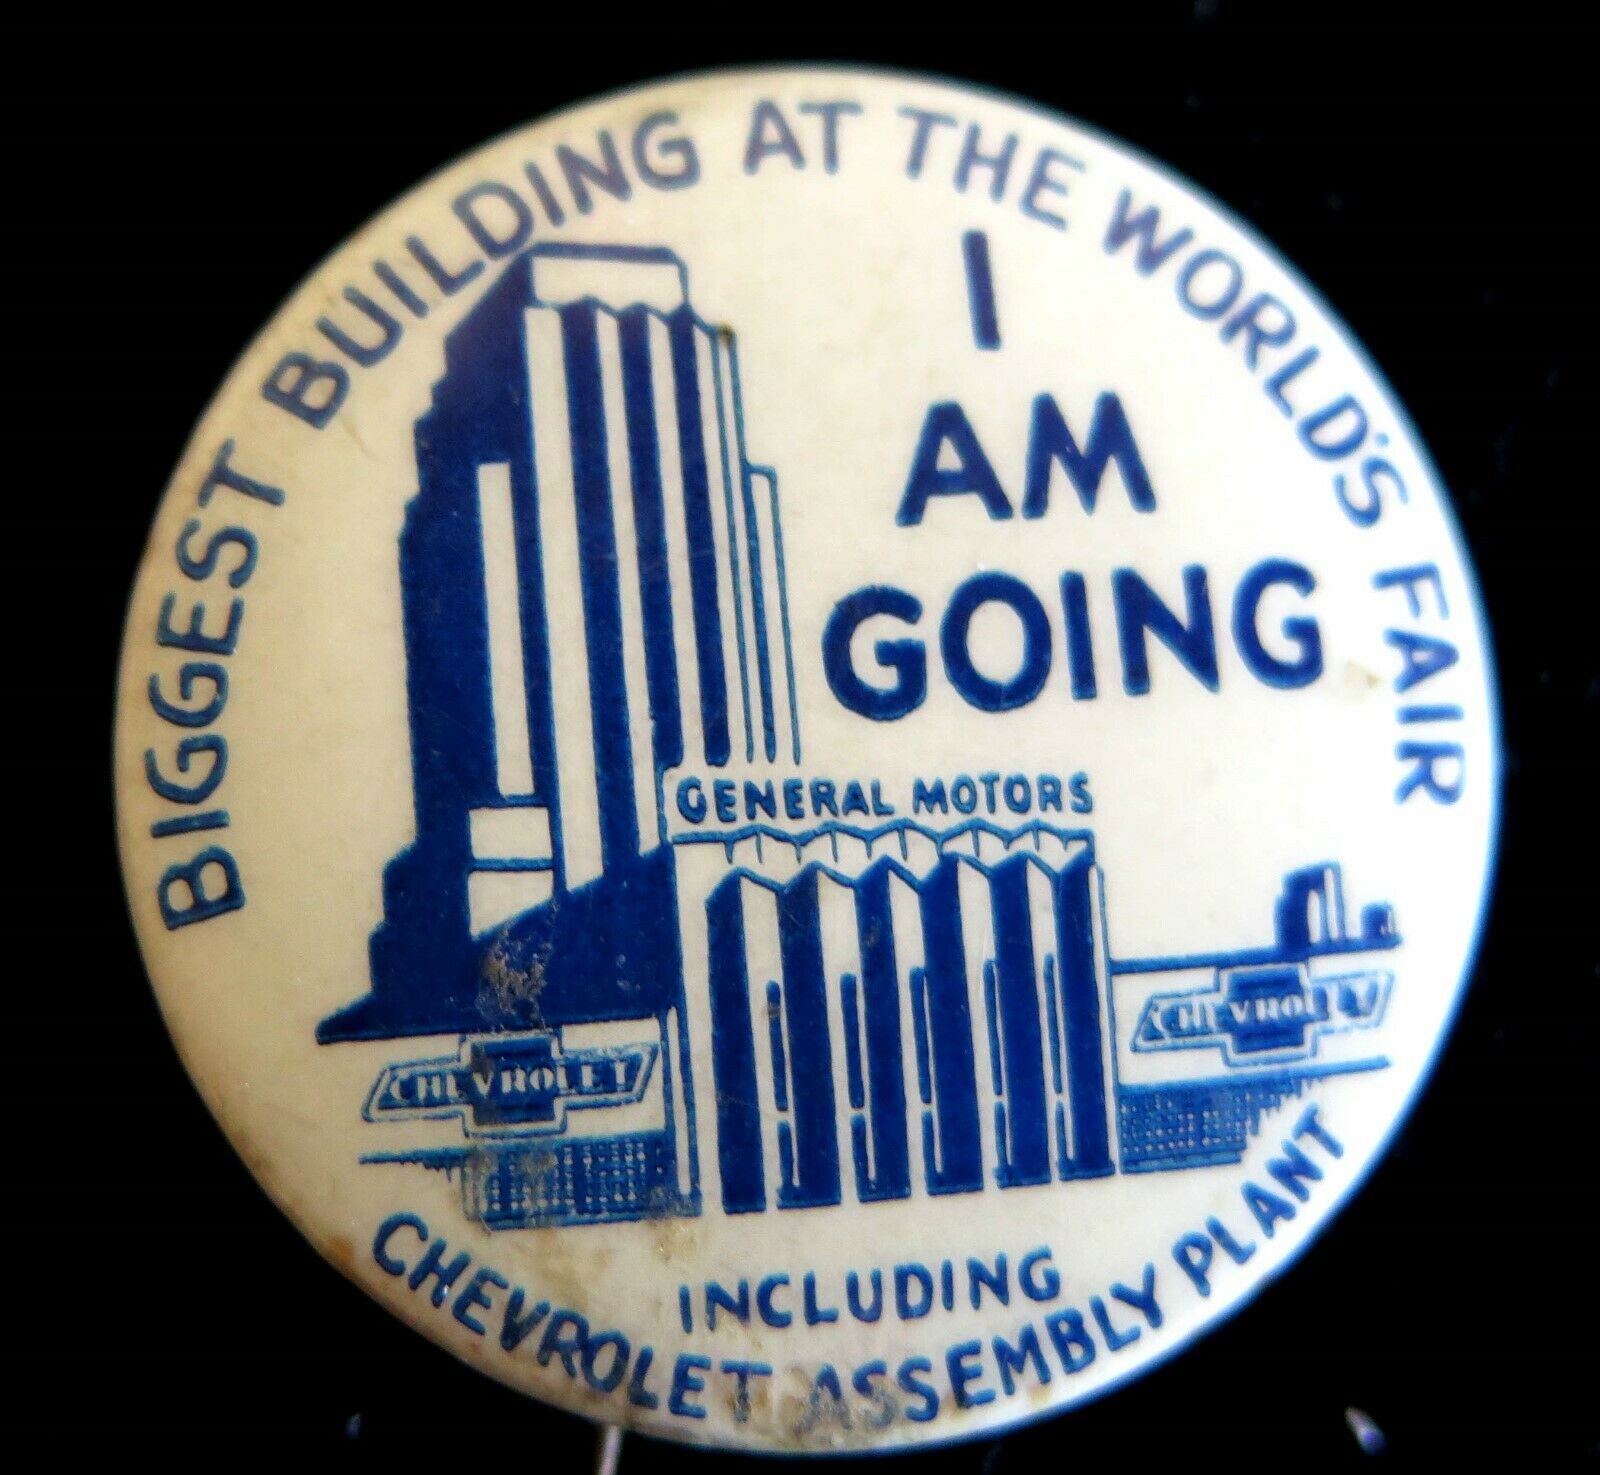 BIGGEST BUILDING AT THE WORLD'S FAIR
I
AM
GOING
GENERAL MOTORS
CHEVROLET
CHEVROLET
INCLUDING
CHEVROLET ASSEMBLY PLANT